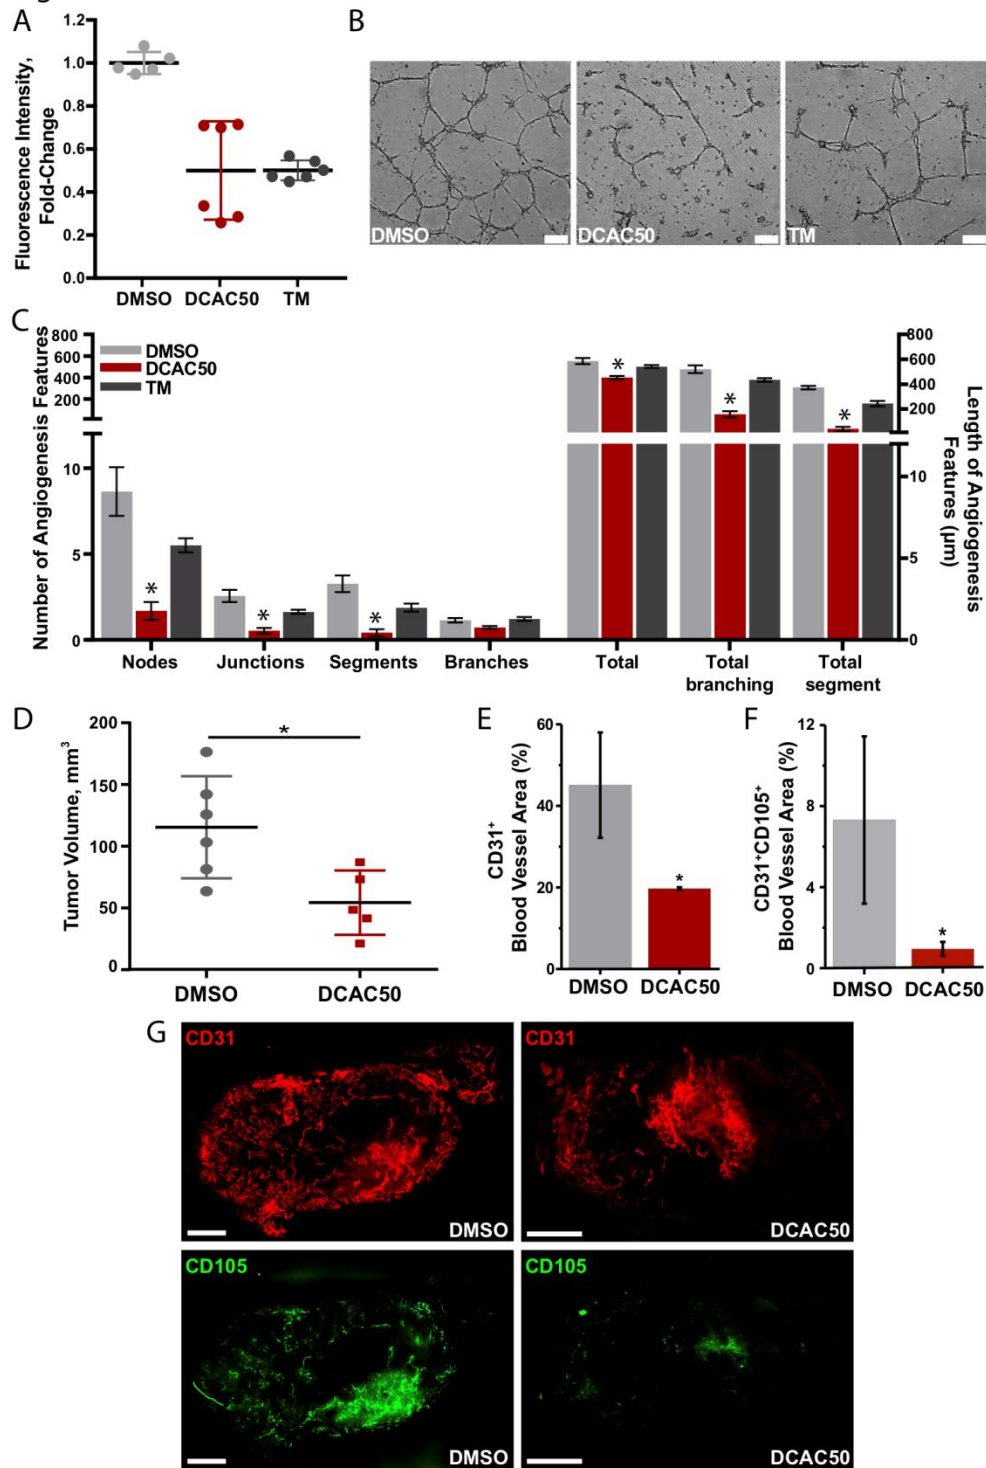 A
Fluorescence Intensity,
Fold-Change
1.2
1.0
0.8
0.6
0.4
0.2
0.0
DMSO DCAC50 TM
B
DMSO
DCAC50
TM
C
Number of Angiogenesis Features
800
600
400
200
10
5
0
DMSO
DCAC50
TM
* * * * * *
Nodes Junctions Segments Branches Total Total
branching Total
segment
800
600
400
200
10
5
0
Length of Angiogenesis
Features (µm)
D
Tumor Volume, mm³
200
150
100
50
0
*
DMSO DCAC50
E
CD31⁺
Blood Vessel Area (%)
60
40
20
0
*
DMSO DCAC50
F
CD31⁺CD105⁺
Blood Vessel Area (%)
12
8
4
0
*
DMSO DCAC50
G
CD31
DMSO
CD31
DCAC50
CD105
DMSO
CD105
DCAC50